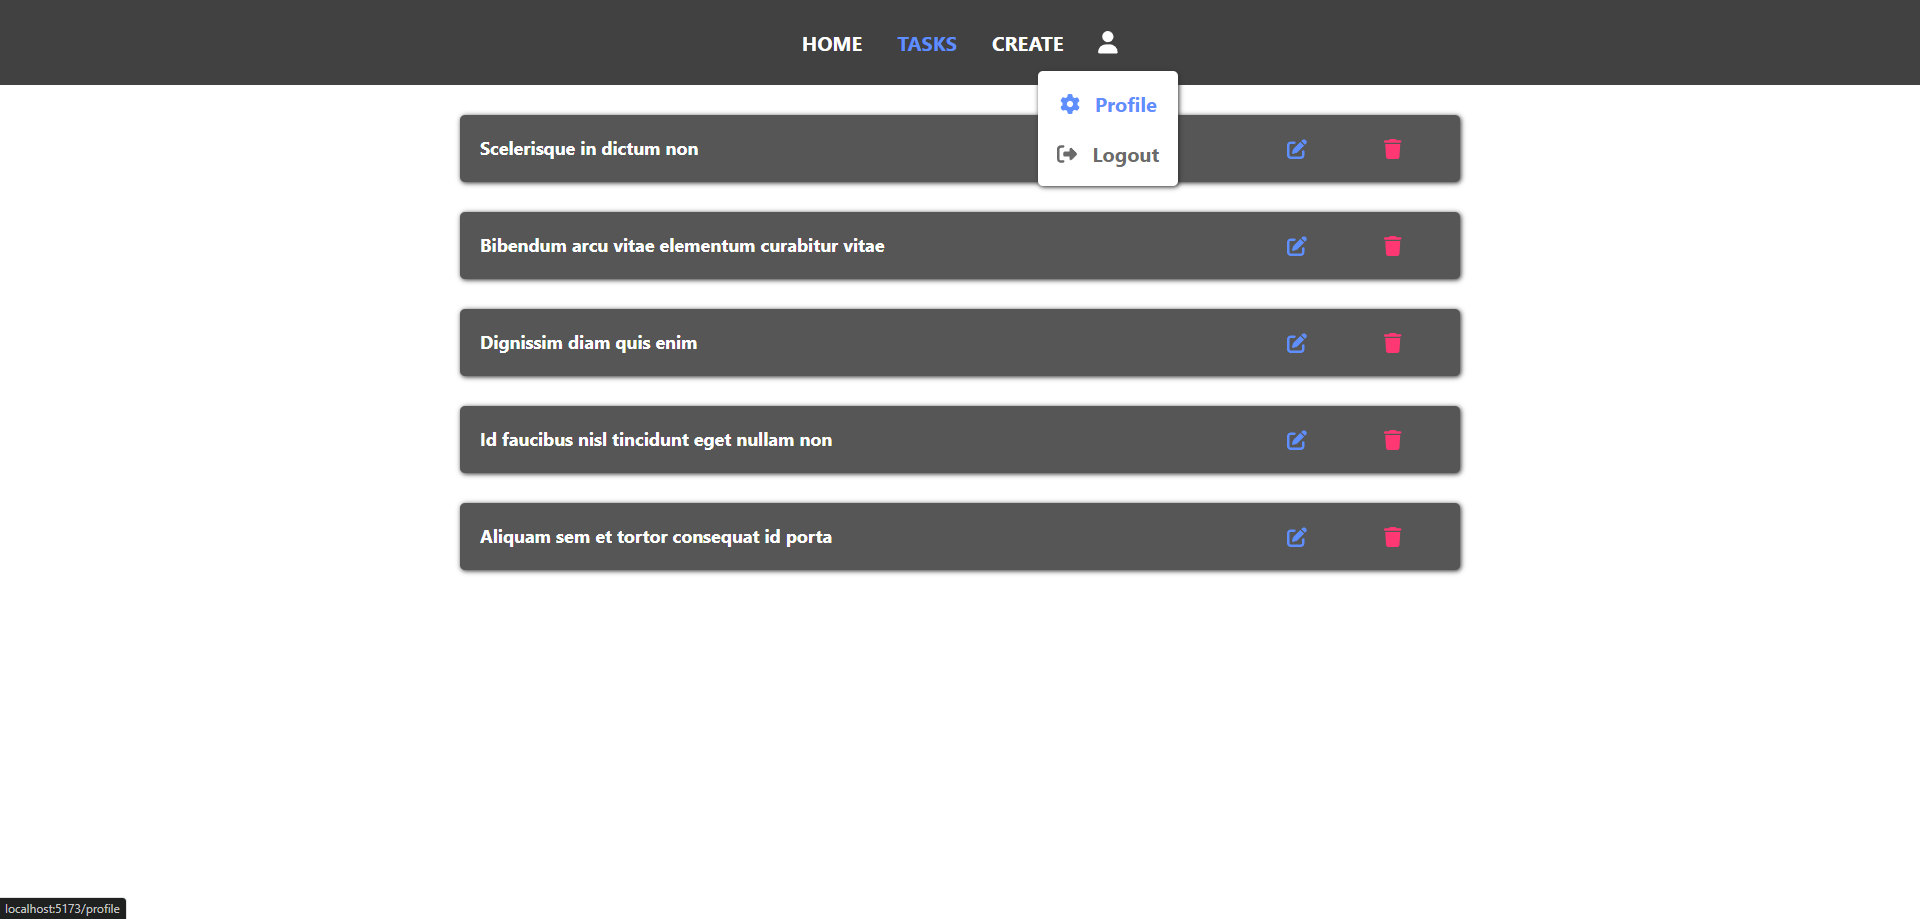 HOME TASKS CREATE
Profile
Logout
Scelerisque in dictum non
Bibendum arcu vitae elementum curabitur vitae
Dignissim diam quis enim
Id faucibus nisl tincidunt eget nullam non
Aliquam sem et tortor consequat id porta
localhost:5173/profile